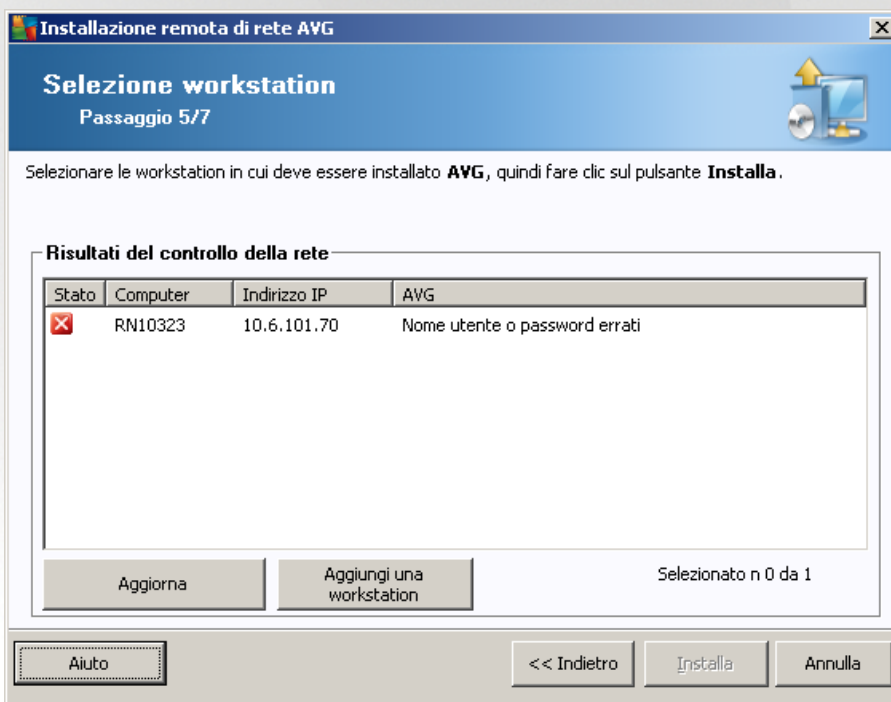 Installazione remota di rete AVG
Selezione workstation
Passaggio 5/7
Selezionare le workstation in cui deve essere installato AVG, quindi fare clic sul pulsante Installa.
Risultati del controllo della rete
Stato Computer Indirizzo IP AVG
RN10323 10.6.101.70 Nome utente o password errati
Aggiorna
Aggiungi una
workstation
Selezionato n 0 da 1
Aiuto << Indietro Installa Annulla